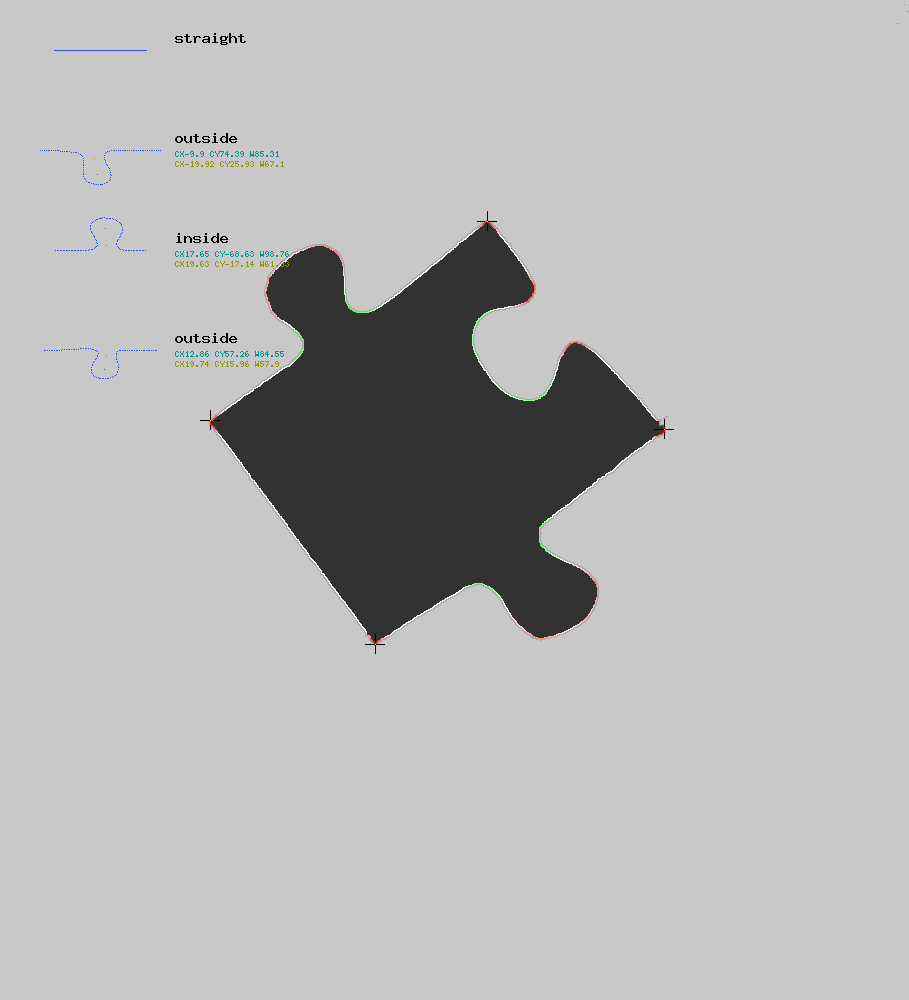 straight
outside
CX-9.9 CY74.39 W85.31
CX-19.92 CY25.93 W67.1
inside
CX17.65 CY-68.63 W98.76
CX19.63 CY-17.14
outside
CX12.86 CY57.26 W84.55
CX19.74 CY15.96 W57.9